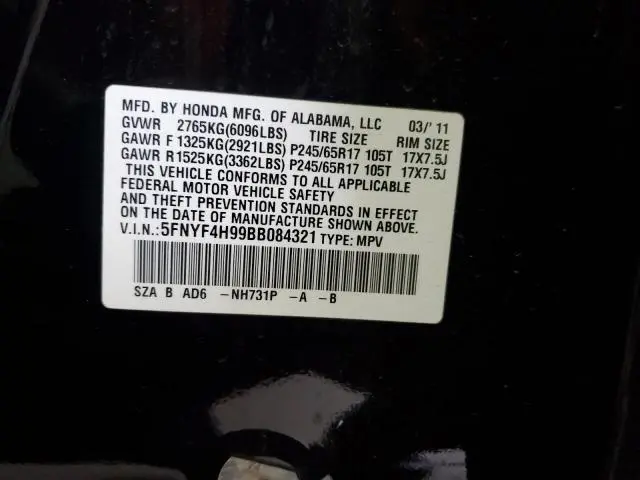 MFD. BY HONDA MFG. OF ALABAMA, LLC 03/'11
GVWR 2765KG(6096LBS) TIRE SIZE RIM SIZE
GAWR F 1325KG(2921LBS) P245/65R17 105T 17X7.5J
GAWR R 1525KG(3362LBS) P245/65R17 105T 17X7.5J
THIS VEHICLE CONFORMS TO ALL APPLICABLE
FEDERAL MOTOR VEHICLE SAFETY
AND THEFT PREVENTION STANDARDS IN EFFECT
ON THE DATE OF MANUFACTURE SHOWN ABOVE.
V.I.N.:5FNYF4H99BB084321 TYPE: MPV
SZA B AD6 -NH731P -A -B